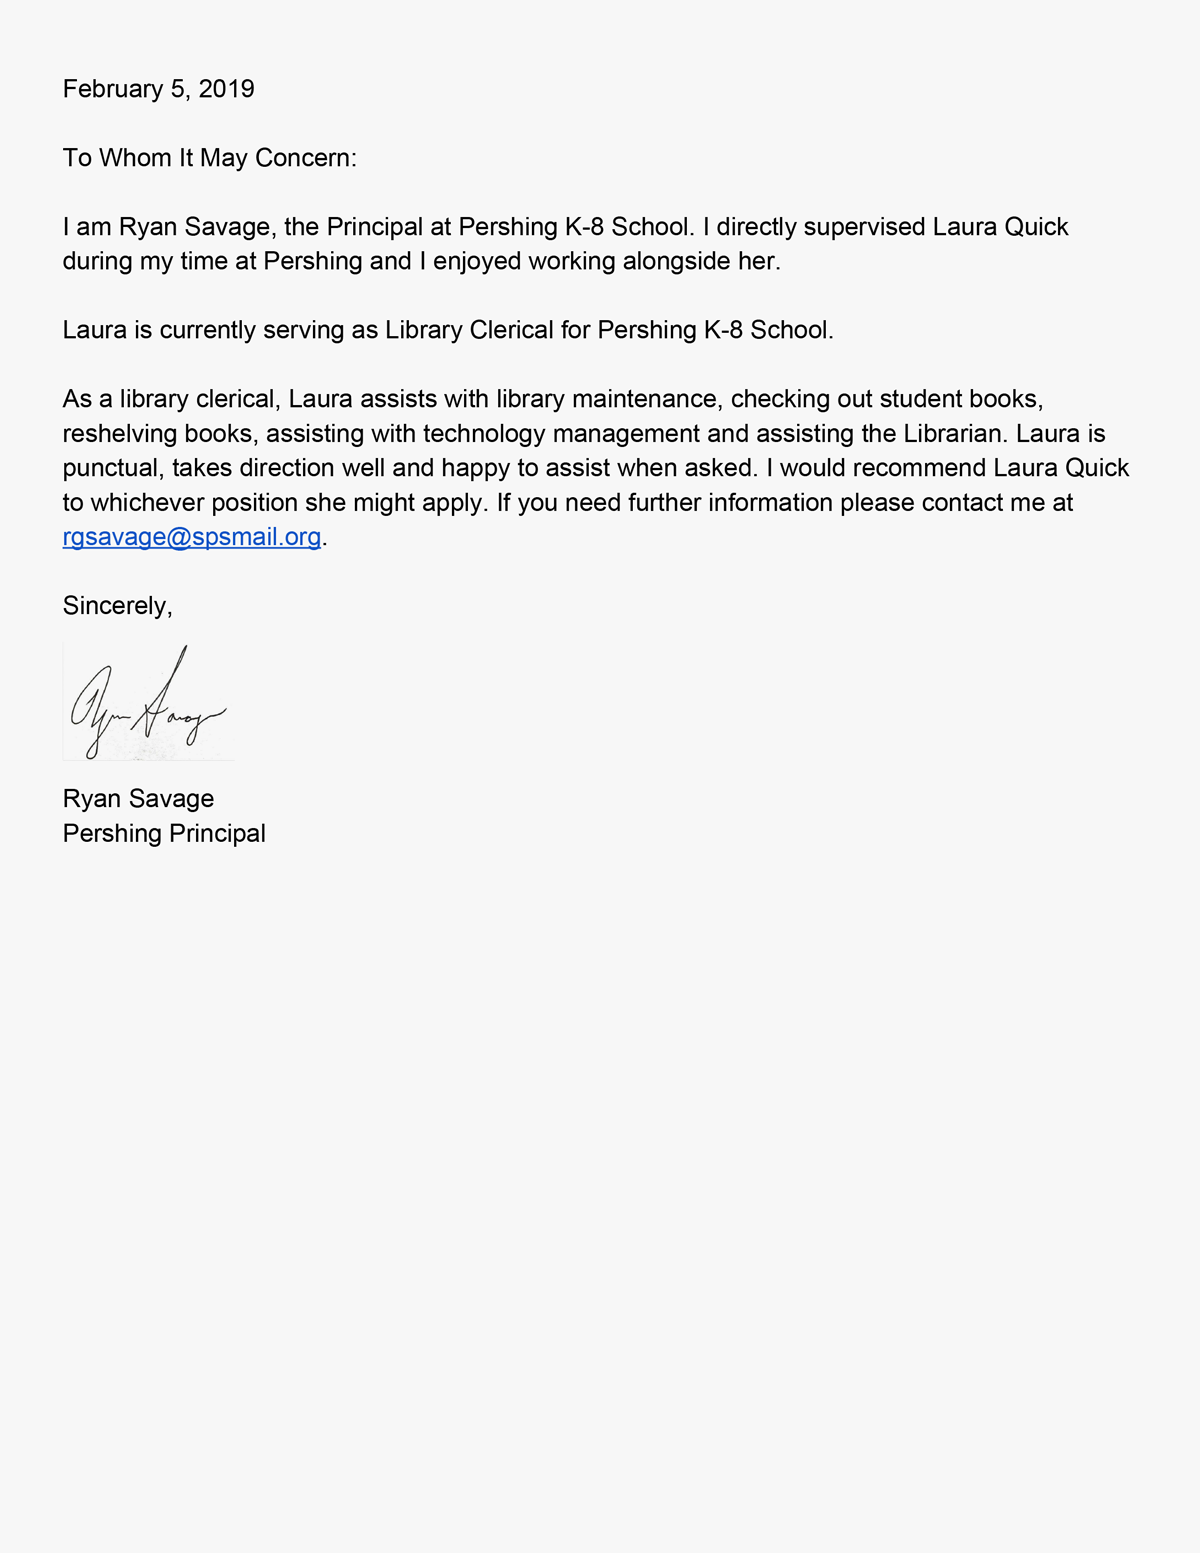 February 5, 2019
To Whom It May Concern:
I am Ryan Savage, the Principal at Pershing K-8 School. I directly supervised Laura Quick
during my time at Pershing and I enjoyed working alongside her.
Laura is currently serving as Library Clerical for Pershing K-8 School.
As a library clerical, Laura assists with library maintenance, checking out student books,
reshelving books, assisting with technology management and assisting the Librarian. Laura is
punctual, takes direction well and happy to assist when asked. I would recommend Laura Quick
to whichever position she might apply. If you need further information please contact me at
rgsavage@spsmail.org.
Sincerely,
Ryan Savage
Ryan Savage
Pershing Principal